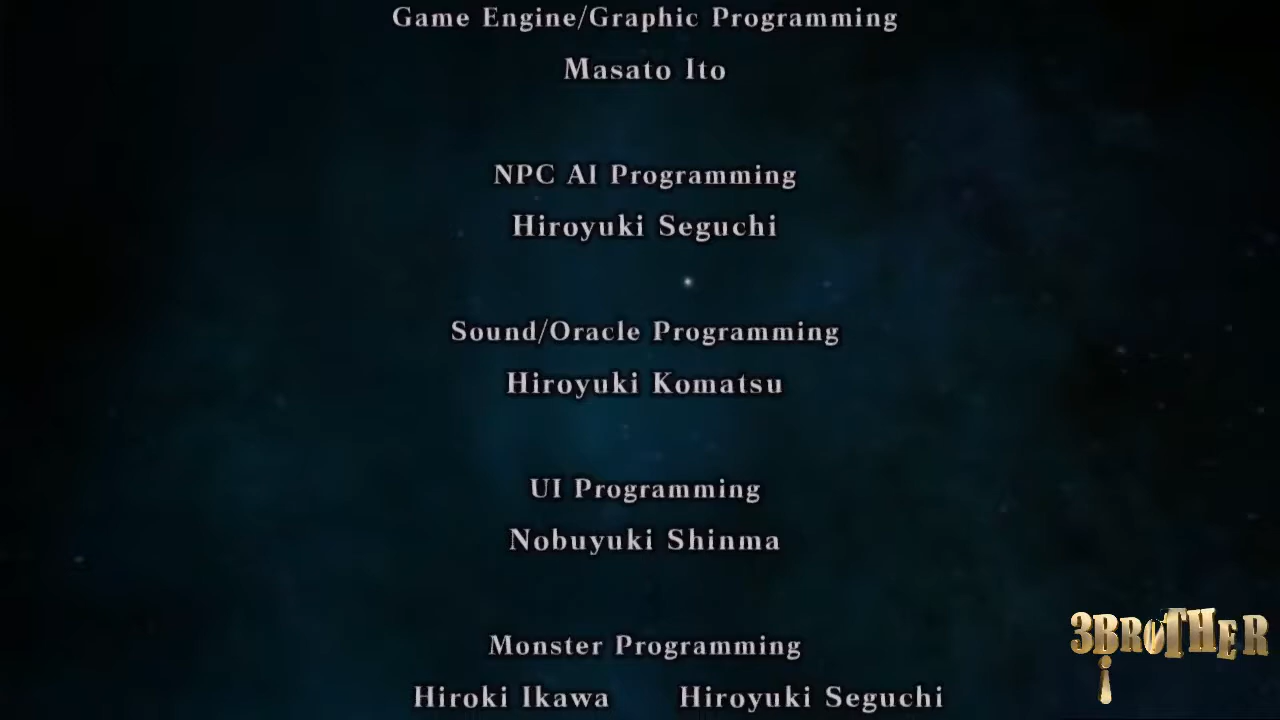 Game Engine/Graphic Programming
Masato Ito
NPC AI Programming
Hiroyuki Seguchi
Sound/Oracle Programming
Hiroyuki Komatsu
UI Programming
Nobuyuki Shinma
Monster Programming
Hiroki Ikawa Hiroyuki Seguchi
3BROTHER